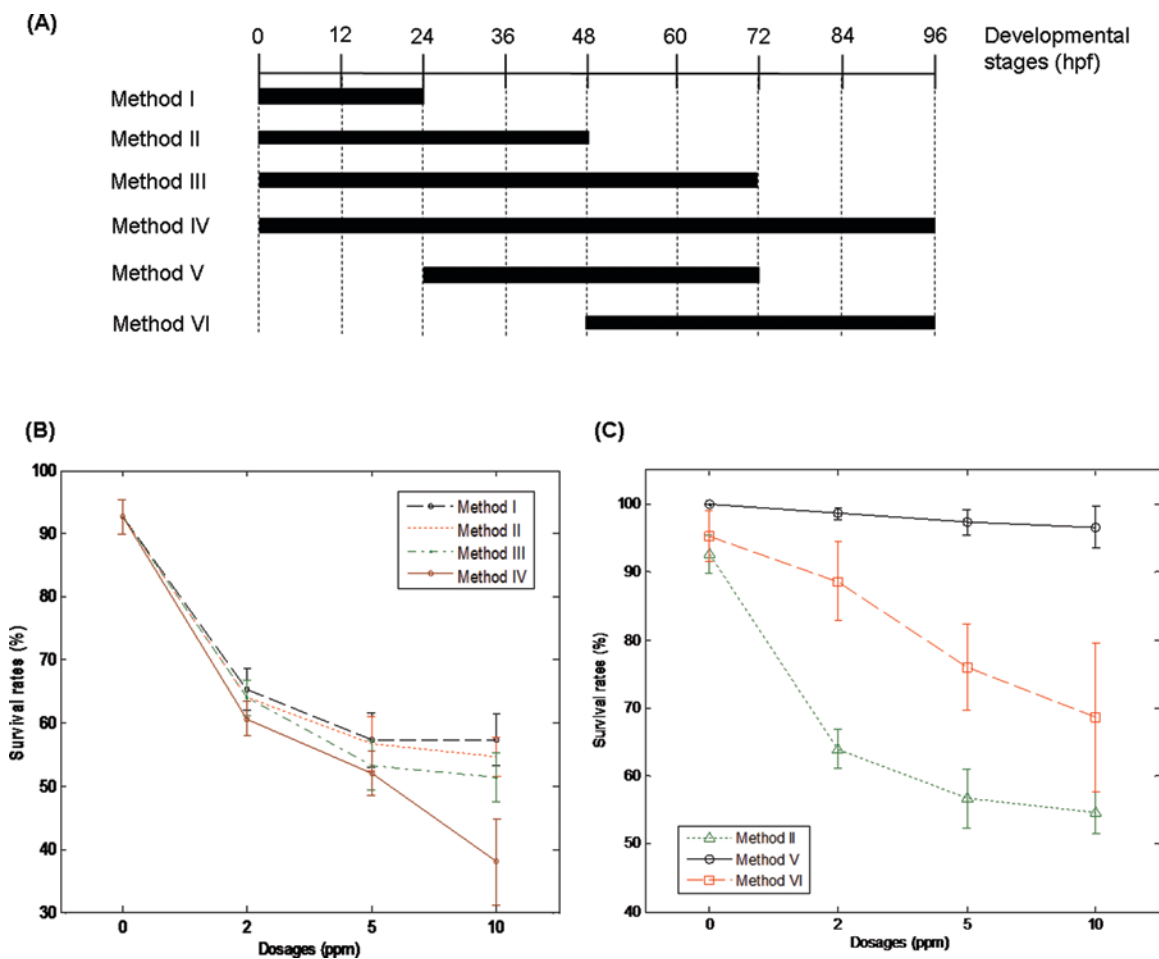 (A)
0 12 24 36 48 60 72 84 96 Developmental
stages (hpf)
Method I
Method II
Method III
Method IV
Method V
Method VI
(B)
100
90
80
70
60
50
40
30
Survival rates (%)
0 2 5 10
Dosages (ppm)
Method I
Method II
Method III
Method IV
(C)
100
90
80
70
60
50
40
Survival rates (%)
0 2 5 10
Dosages (ppm)
Method II
Method V
Method VI